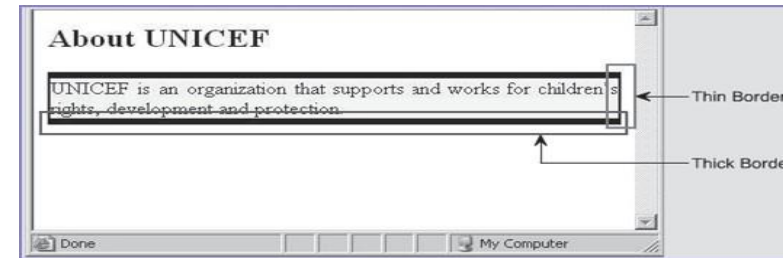 About UNICEF
UNICEF is an organization that supports and works for children's
rights, development and protection.
Thin Border
Thick Borde
Done
My Computer